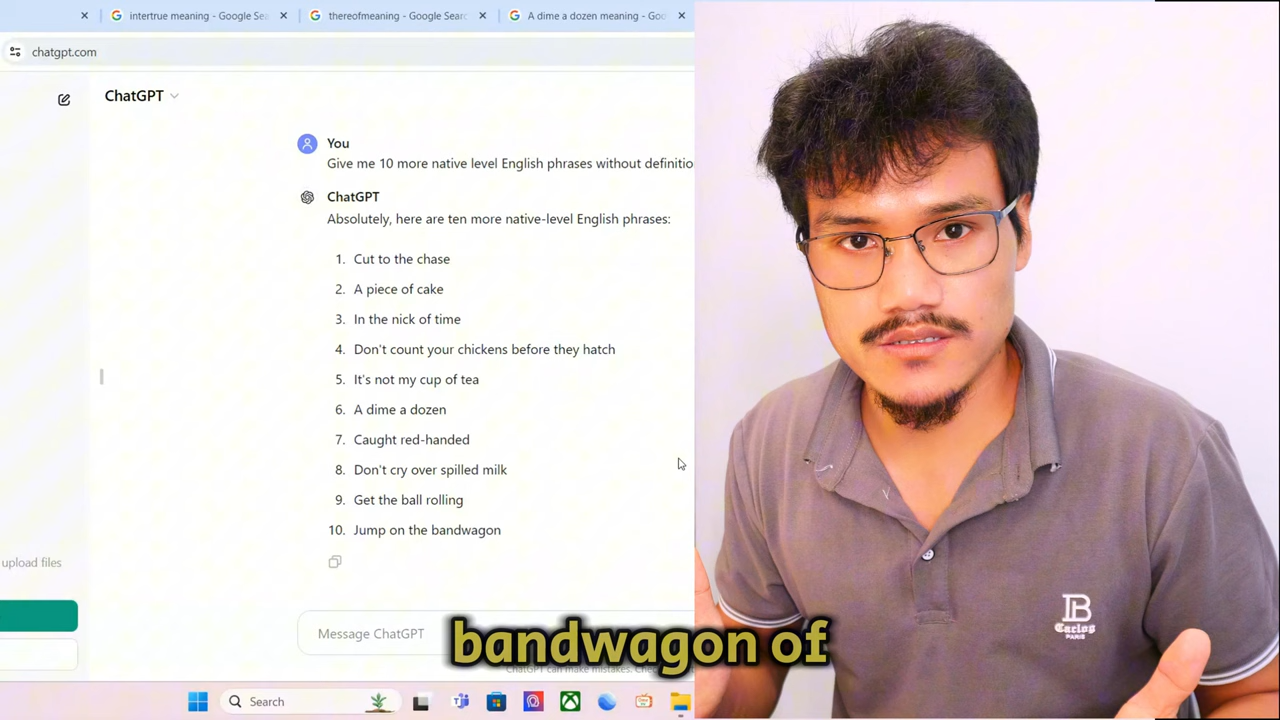 intertrue meaning - Google Sea
thereofmeaning - Google Searc
A dime a dozen meaning - Goo
chatgpt.com
ChatGPT
You
Give me 10 more native level English phrases without definitio
ChatGPT
Absolutely, here are ten more native-level English phrases:
1. Cut to the chase
2. A piece of cake
3. In the nick of time
4. Don't count your chickens before they hatch
5. It's not my cup of tea
6. A dime a dozen
7. Caught red-handed
8. Don't cry over spilled milk
9. Get the ball rolling
10. Jump on the bandwagon
upload files
Message ChatGPT
bandwagon of
Search
B
Carlos
PARIS